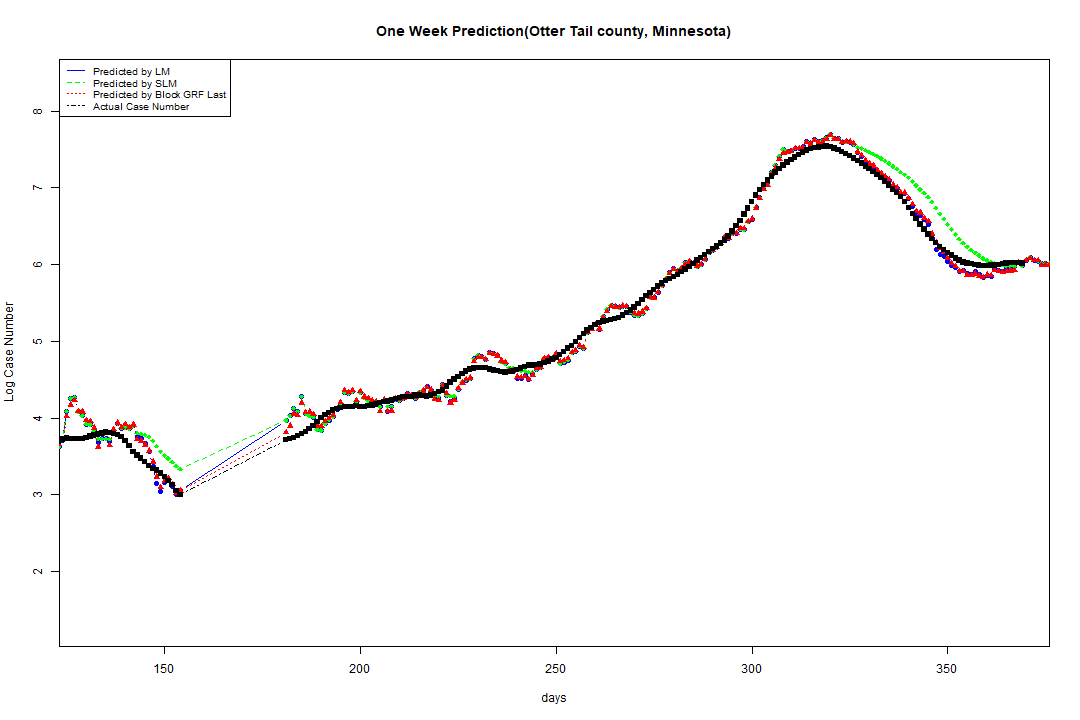 One Week Prediction(Otter Tail county, Minnesota)
Predicted by LM
Predicted by SLM
Predicted by Block GRF Last
Actual Case Number
8
7
6
5
4
3
2
Log Case Number
150
200
250
300
350
days